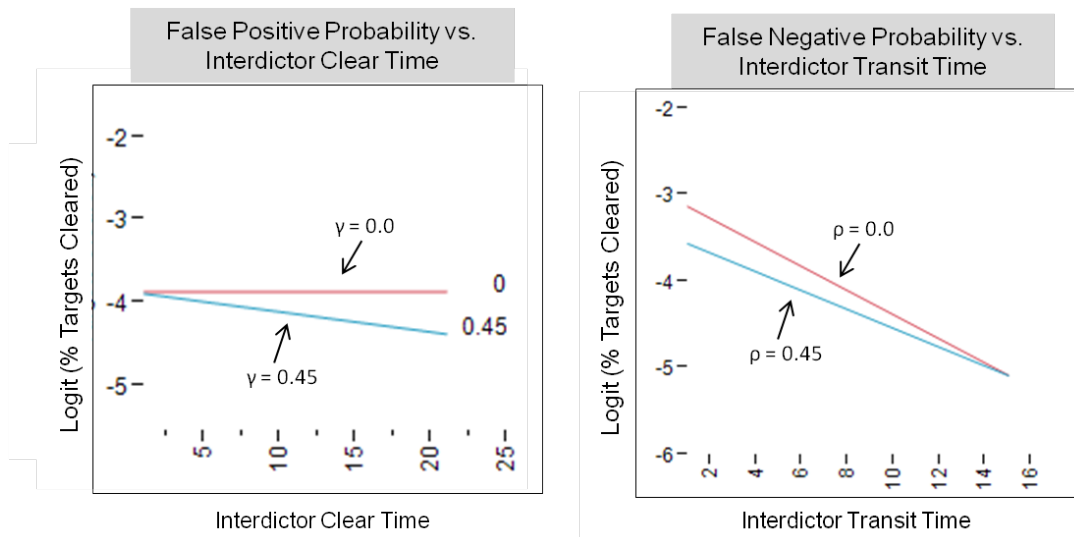 False Positive Probability vs.
Interdictor Clear Time
Logit (% Targets Cleared)
-2
-3
-4
-5
γ = 0.0
0
0.45
γ = 0.45
5
10
15
20
25
Interdictor Clear Time
False Negative Probability vs.
Interdictor Transit Time
Logit (% Targets Cleared)
-2
-3
-4
-5
-6
ρ = 0.0
ρ = 0.45
2
4
6
8
10
12
14
16
Interdictor Transit Time